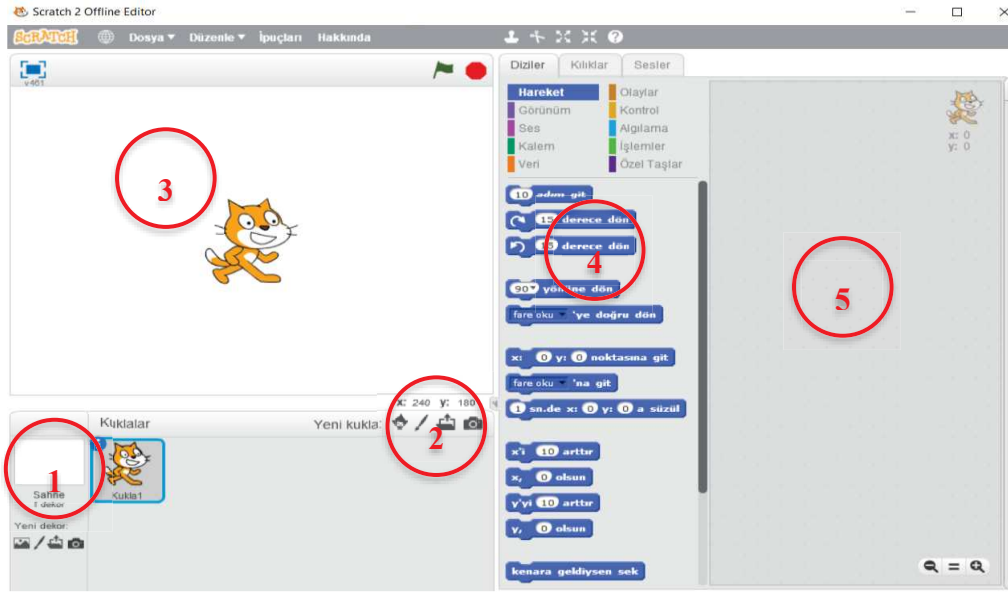 Scratch 2 Offline Editor
SCRATCH Dosya Düzenle İpuçları Hakkında
v461
3
x: 240 y: 180
Kuklalar Yeni kukla:
2
1
Sahne
1 dekor
Kukla1
Yeni dekor:
Diziler Kılıklar Sesler
Hareket Olaylar
Görünüm Kontrol
Ses Algılama
Kalem İşlemler
Veri Özel Taşlar
10 adım git
15 derece dön
15 derece dön
4
90 yönüne dön
fare oku 'ye doğru dön
x: 0 y: 0 noktasına git
fare oku 'na git
1 sn.de x: 0 y: 0 a süzül
x'i 10 arttır
x, 0 olsun
y'yi 10 arttır
y, 0 olsun
kenara geldiysen sek
x: 0
y: 0
5